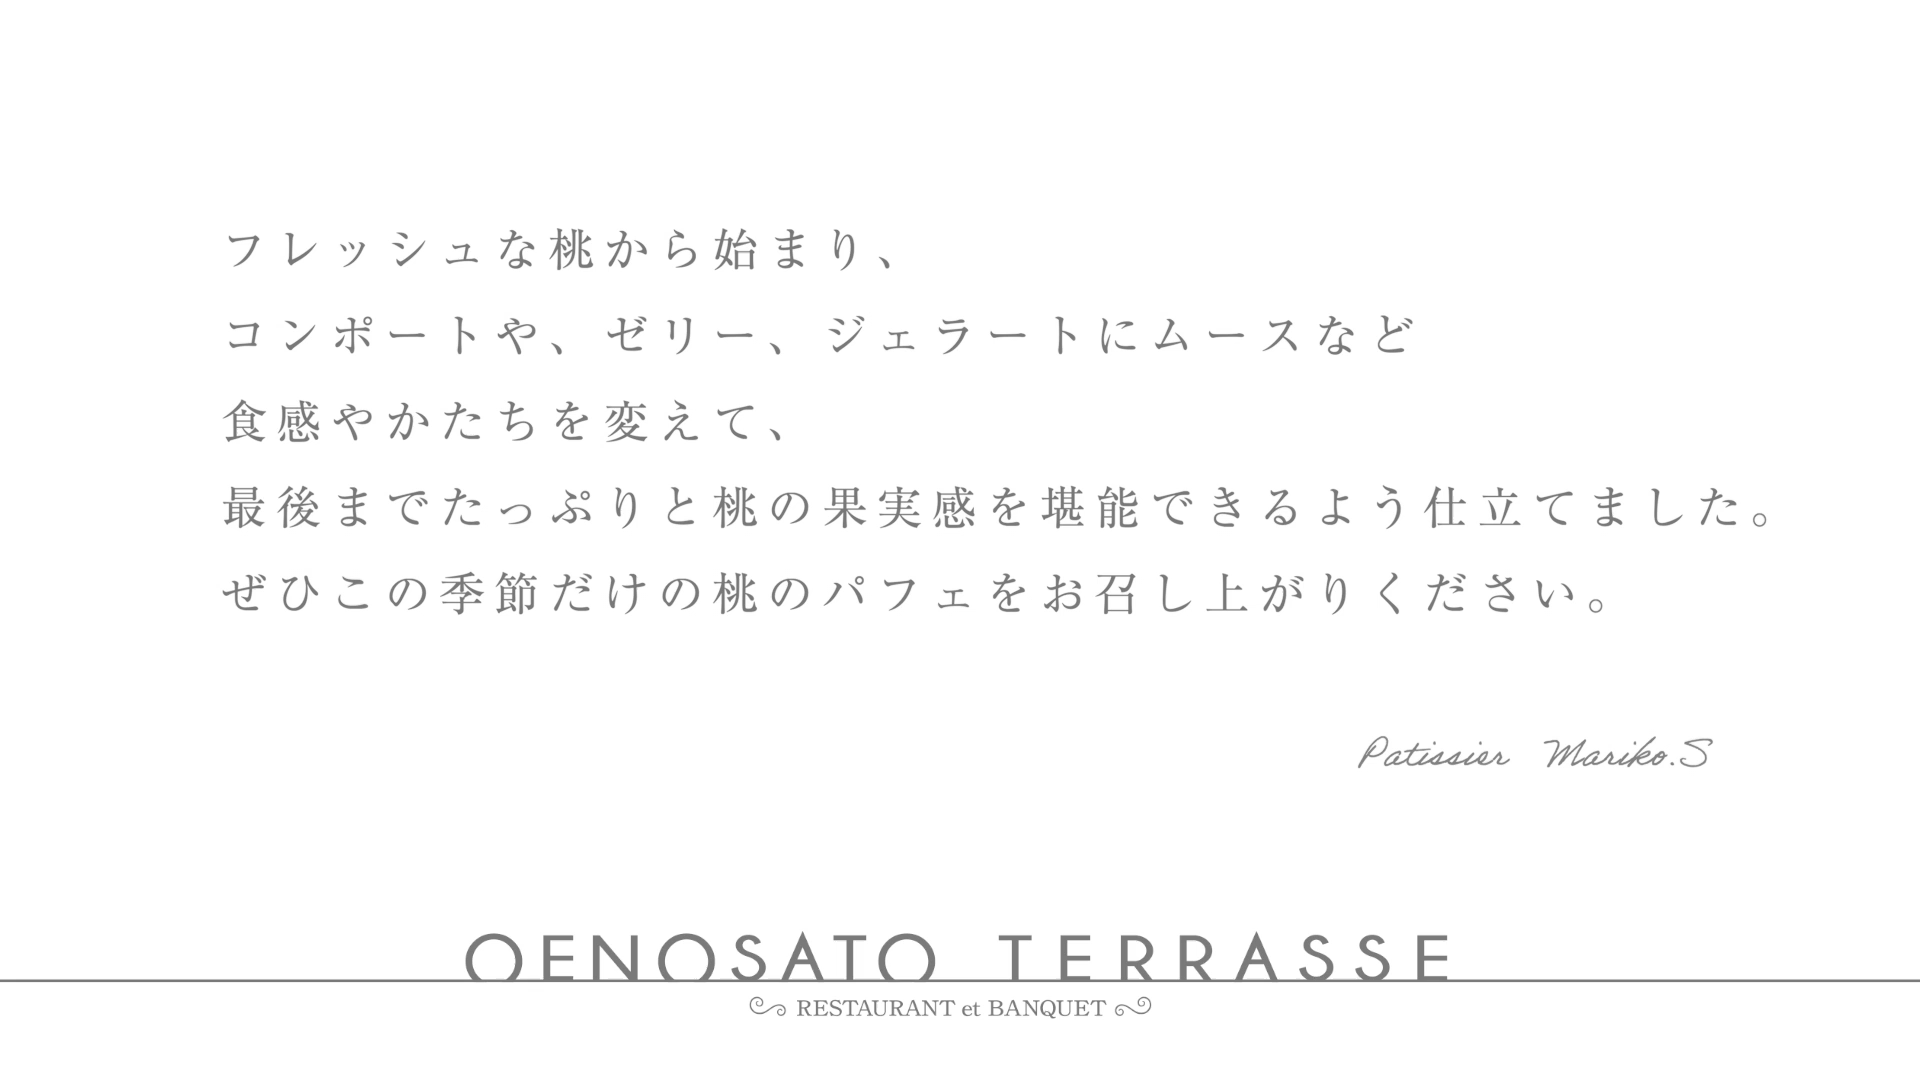 フレッシュな桃から始まり、
コンポートや、ゼリー、ジェラートにムースなど
食感やかたちを変えて、
最後までたっぷりと桃の果実感を堪能できるよう仕立てました。
ぜひこの季節だけの桃のパフェをお召し上がりください。
Patissier Mariko.S
OENOSATO TERRASSE
RESTAURANT et BANQUET